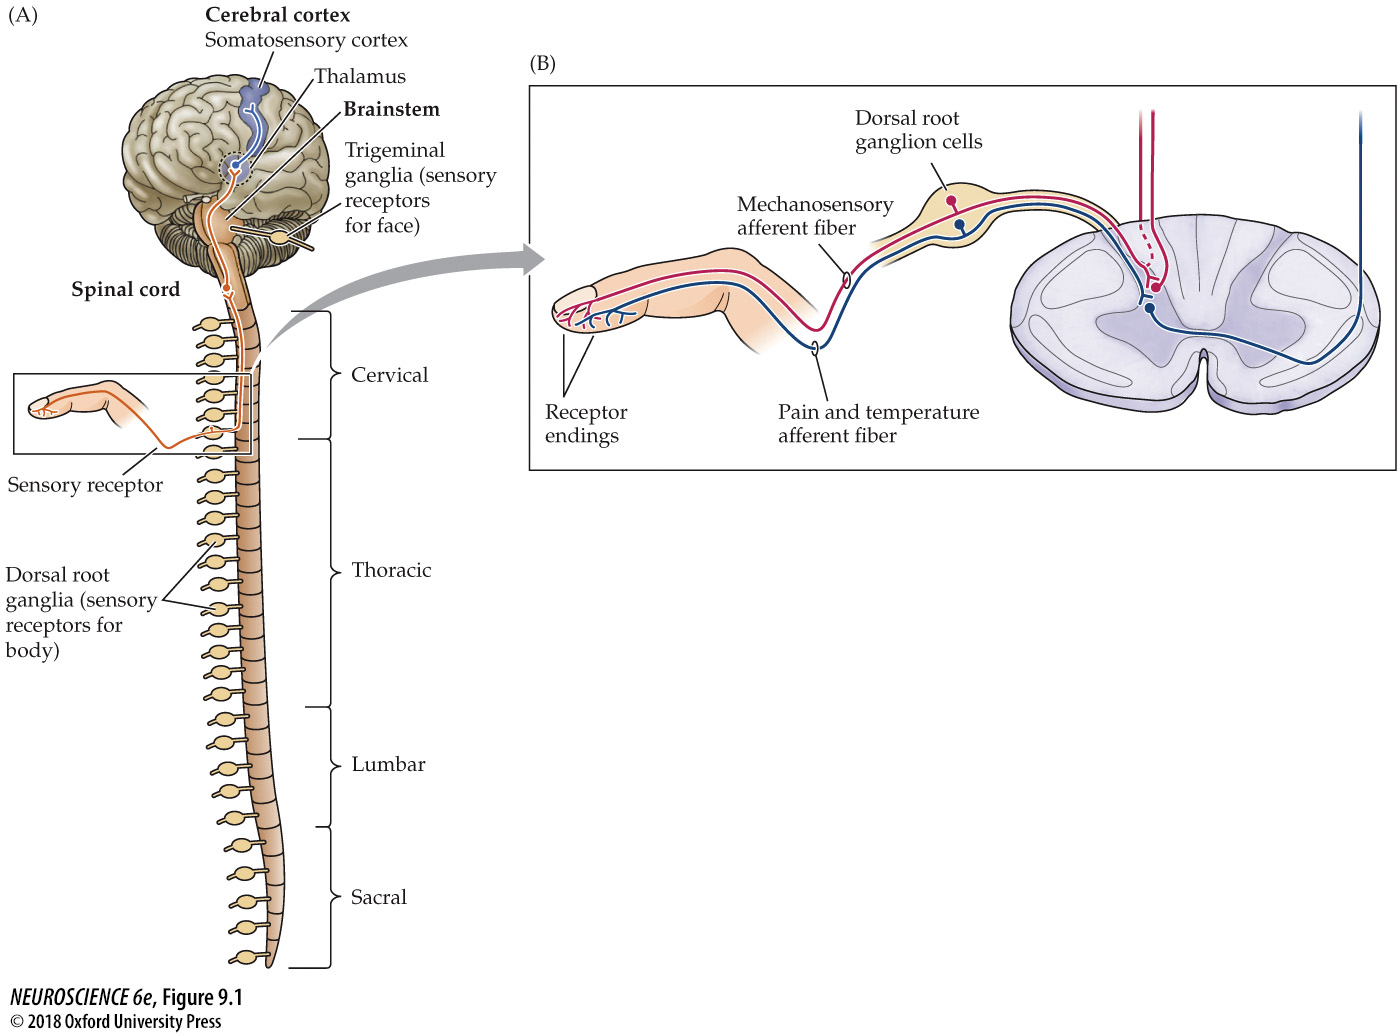 (A)
Cerebral cortex
Somatosensory cortex
Thalamus
Brainstem
Trigeminal
ganglia (sensory
receptors
for face)
Spinal cord
Cervical
Sensory receptor
Thoracic
Dorsal root
ganglia (sensory
receptors for
body)
Lumbar
Sacral
(B)
Dorsal root
ganglion cells
Mechanosensory
afferent fiber
Receptor
endings
Pain and temperature
afferent fiber
NEUROSCIENCE 6e, Figure 9.1
© 2018 Oxford University Press